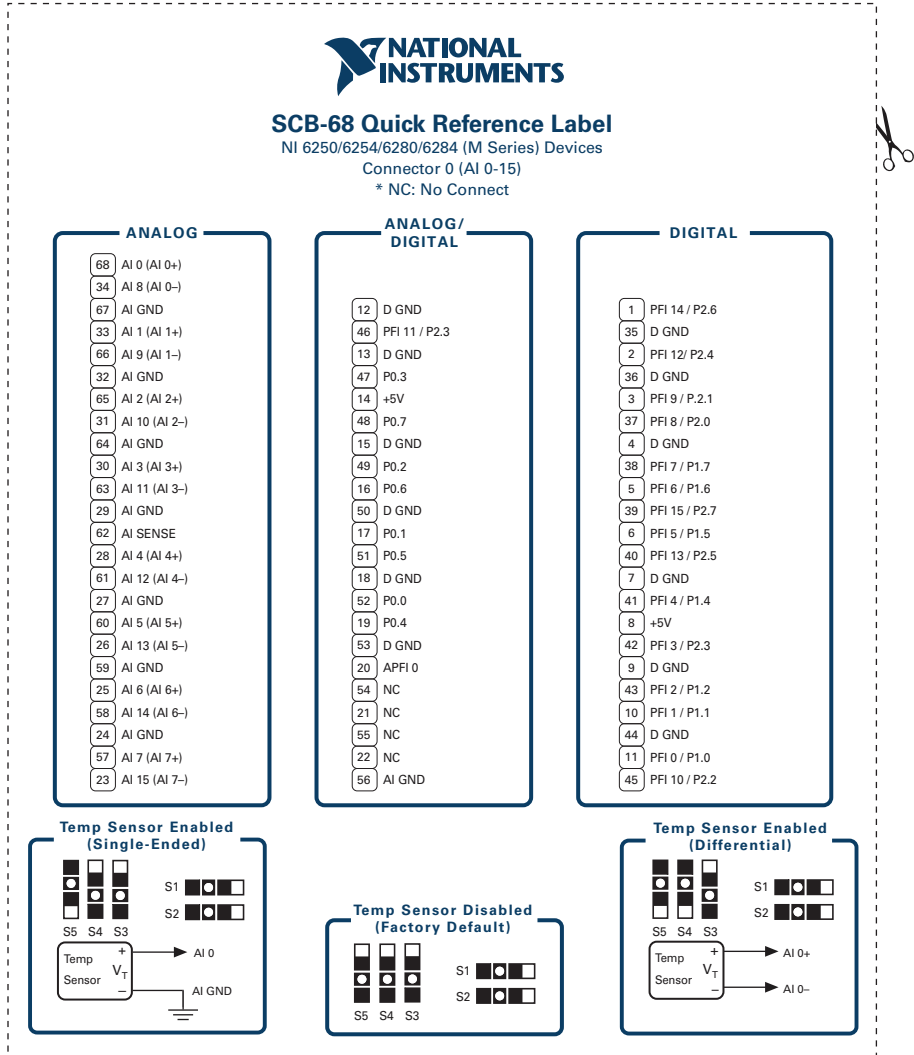 NATIONAL
INSTRUMENTS
SCB-68 Quick Reference Label
NI 6250/6254/6280/6284 (M Series) Devices
Connector 0 (AI 0-15)
* NC: No Connect
ANALOG
68 AI 0 (AI 0+)
34 AI 8 (AI 0–)
67 AI GND
33 AI 1 (AI 1+)
66 AI 9 (AI 1–)
32 AI GND
65 AI 2 (AI 2+)
31 AI 10 (AI 2–)
64 AI GND
30 AI 3 (AI 3+)
63 AI 11 (AI 3–)
29 AI GND
62 AI SENSE
28 AI 4 (AI 4+)
61 AI 12 (AI 4–)
27 AI GND
60 AI 5 (AI 5+)
26 AI 13 (AI 5–)
59 AI GND
25 AI 6 (AI 6+)
58 AI 14 (AI 6–)
24 AI GND
57 AI 7 (AI 7+)
23 AI 15 (AI 7–)
ANALOG/
DIGITAL
12 D GND
46 PFI 11 / P2.3
13 D GND
47 P0.3
14 +5V
48 P0.7
15 D GND
49 P0.2
16 P0.6
50 D GND
17 P0.1
51 P0.5
18 D GND
52 P0.0
19 P0.4
53 D GND
20 APFI 0
54 NC
21 NC
55 NC
22 NC
56 AI GND
DIGITAL
1 PFI 14 / P2.6
35 D GND
2 PFI 12/ P2.4
36 D GND
3 PFI 9 / P.2.1
37 PFI 8 / P2.0
4 D GND
38 PFI 7 / P1.7
5 PFI 6 / P1.6
39 PFI 15 / P2.7
6 PFI 5 / P1.5
40 PFI 13 / P2.5
7 D GND
41 PFI 4 / P1.4
8 +5V
42 PFI 3 / P2.3
9 D GND
43 PFI 2 / P1.2
10 PFI 1 / P1.1
44 D GND
11 PFI 0 / P1.0
45 PFI 10 / P2.2
Temp Sensor Enabled
(Single-Ended)
S1
S2
S5 S4 S3
Temp
Sensor
+
VT
–
AI 0
AI GND
Temp Sensor Disabled
(Factory Default)
S1
S2
S5 S4 S3
Temp Sensor Enabled
(Differential)
S1
S2
S5 S4 S3
Temp
Sensor
+
VT
–
AI 0+
AI 0–